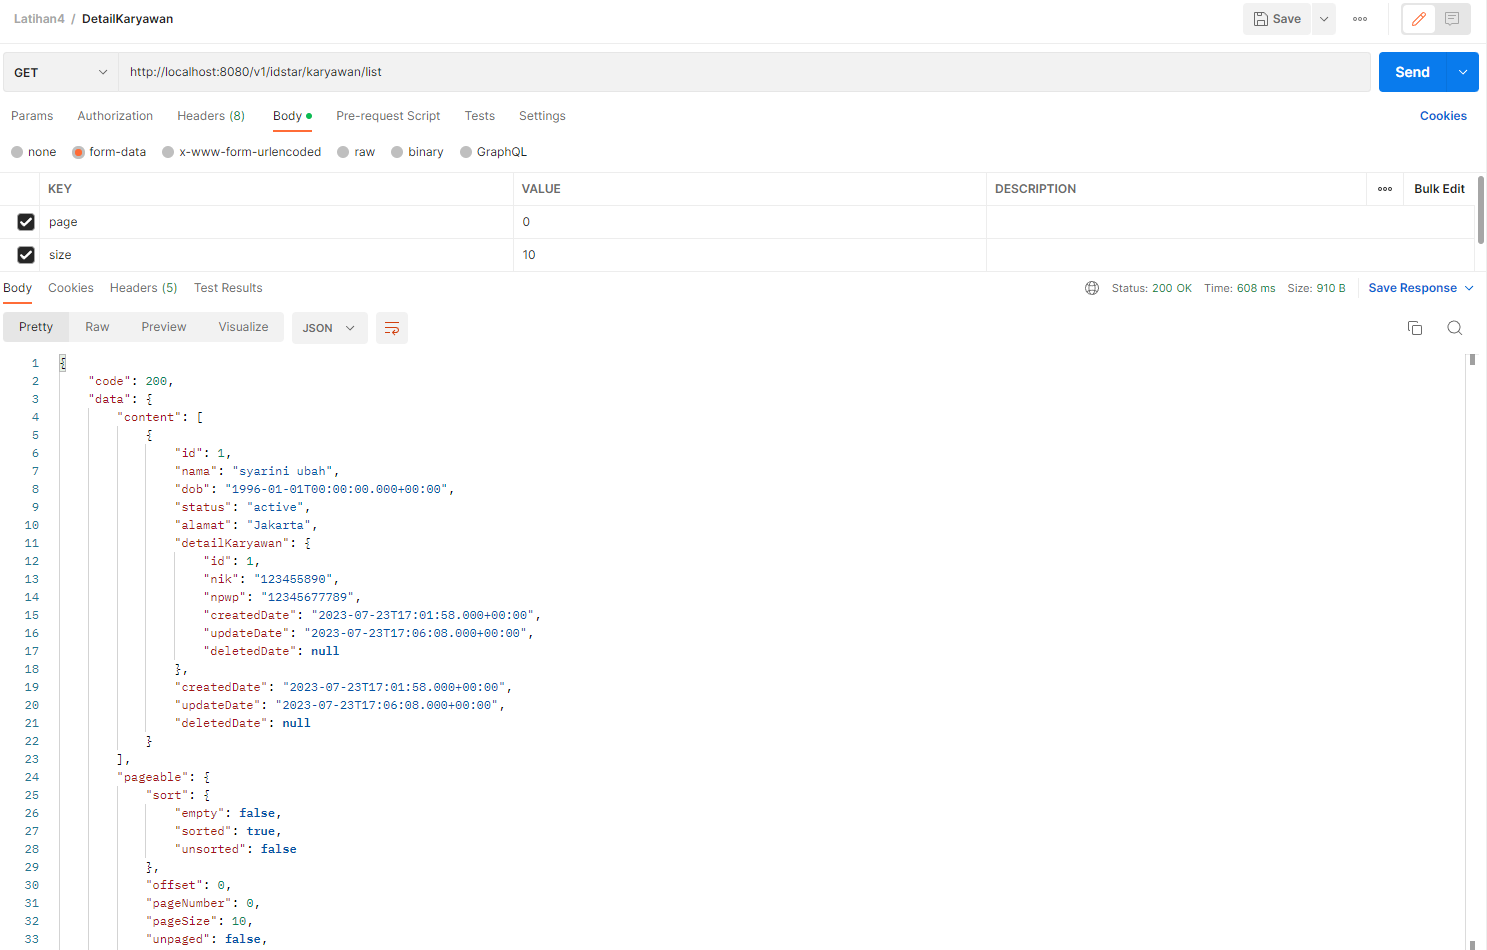 Latihan4 / DetailKaryawan Save
GET http://localhost:8080/v1/idstar/karyawan/list Send
Params Authorization Headers (8) Body Pre-request Script Tests Settings Cookies
none form-data x-www-form-urlencoded raw binary GraphQL
KEY VALUE DESCRIPTION Bulk Edit
page 0
size 10
Body Cookies Headers (5) Test Results Status: 200 OK Time: 608 ms Size: 910 B Save Response
Pretty Raw Preview Visualize JSON
1 {
2 "code": 200,
3 "data": {
4 "content": [
5 {
6 "id": 1,
7 "nama": "syarini ubah",
8 "dob": "1996-01-01T00:00:00.000+00:00",
9 "status": "active",
10 "alamat": "Jakarta",
11 "detailKaryawan": {
12 "id": 1,
13 "nik": "123455890",
14 "npwp": "12345677789",
15 "createdDate": "2023-07-23T17:01:58.000+00:00",
16 "updateDate": "2023-07-23T17:06:08.000+00:00",
17 "deletedDate": null
18 },
19 "createdDate": "2023-07-23T17:01:58.000+00:00",
20 "updateDate": "2023-07-23T17:06:08.000+00:00",
21 "deletedDate": null
22 }
23 ],
24 "pageable": {
25 "sort": {
26 "empty": false,
27 "sorted": true,
28 "unsorted": false
29 },
30 "offset": 0,
31 "pageNumber": 0,
32 "pageSize": 10,
33 "unpaged": false,